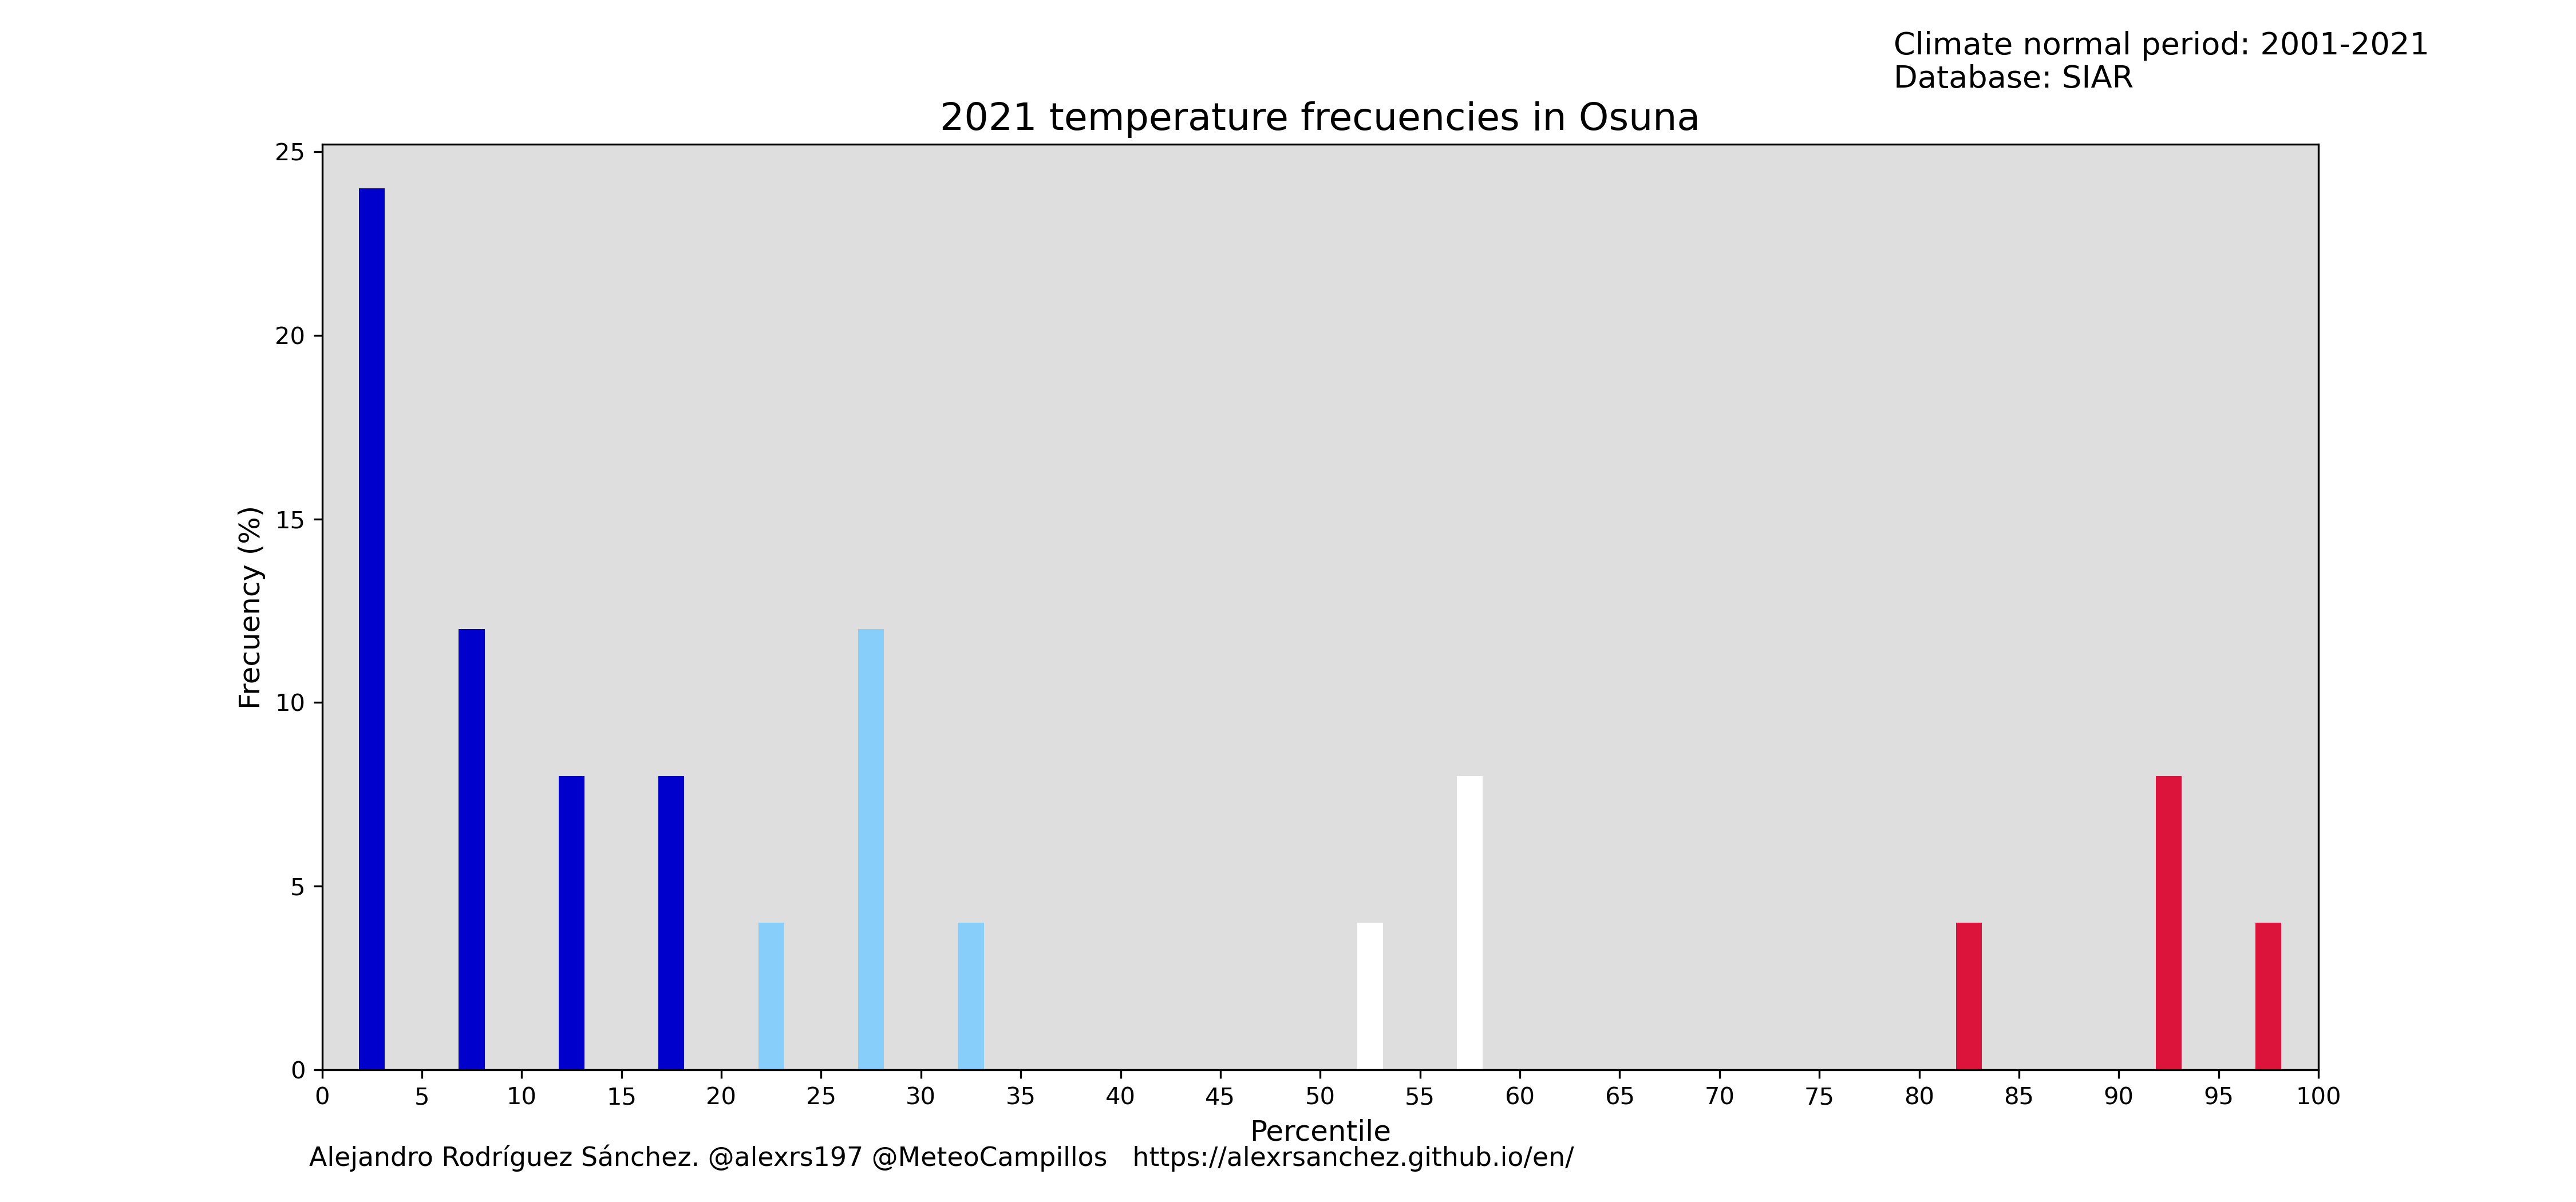 Climate normal period: 2001-2021
Database: SIAR
2021 temperature frecuencies in Osuna
25
20
15
10
5
0
Frecuency (%)
0 5 10 15 20 25 30 35 40 45 50 55 60 65 70 75 80 85 90 95 100
Percentile
Alejandro Rodríguez Sánchez. @alexrs197 @MeteoCampillos https://alexrsanchez.github.io/en/